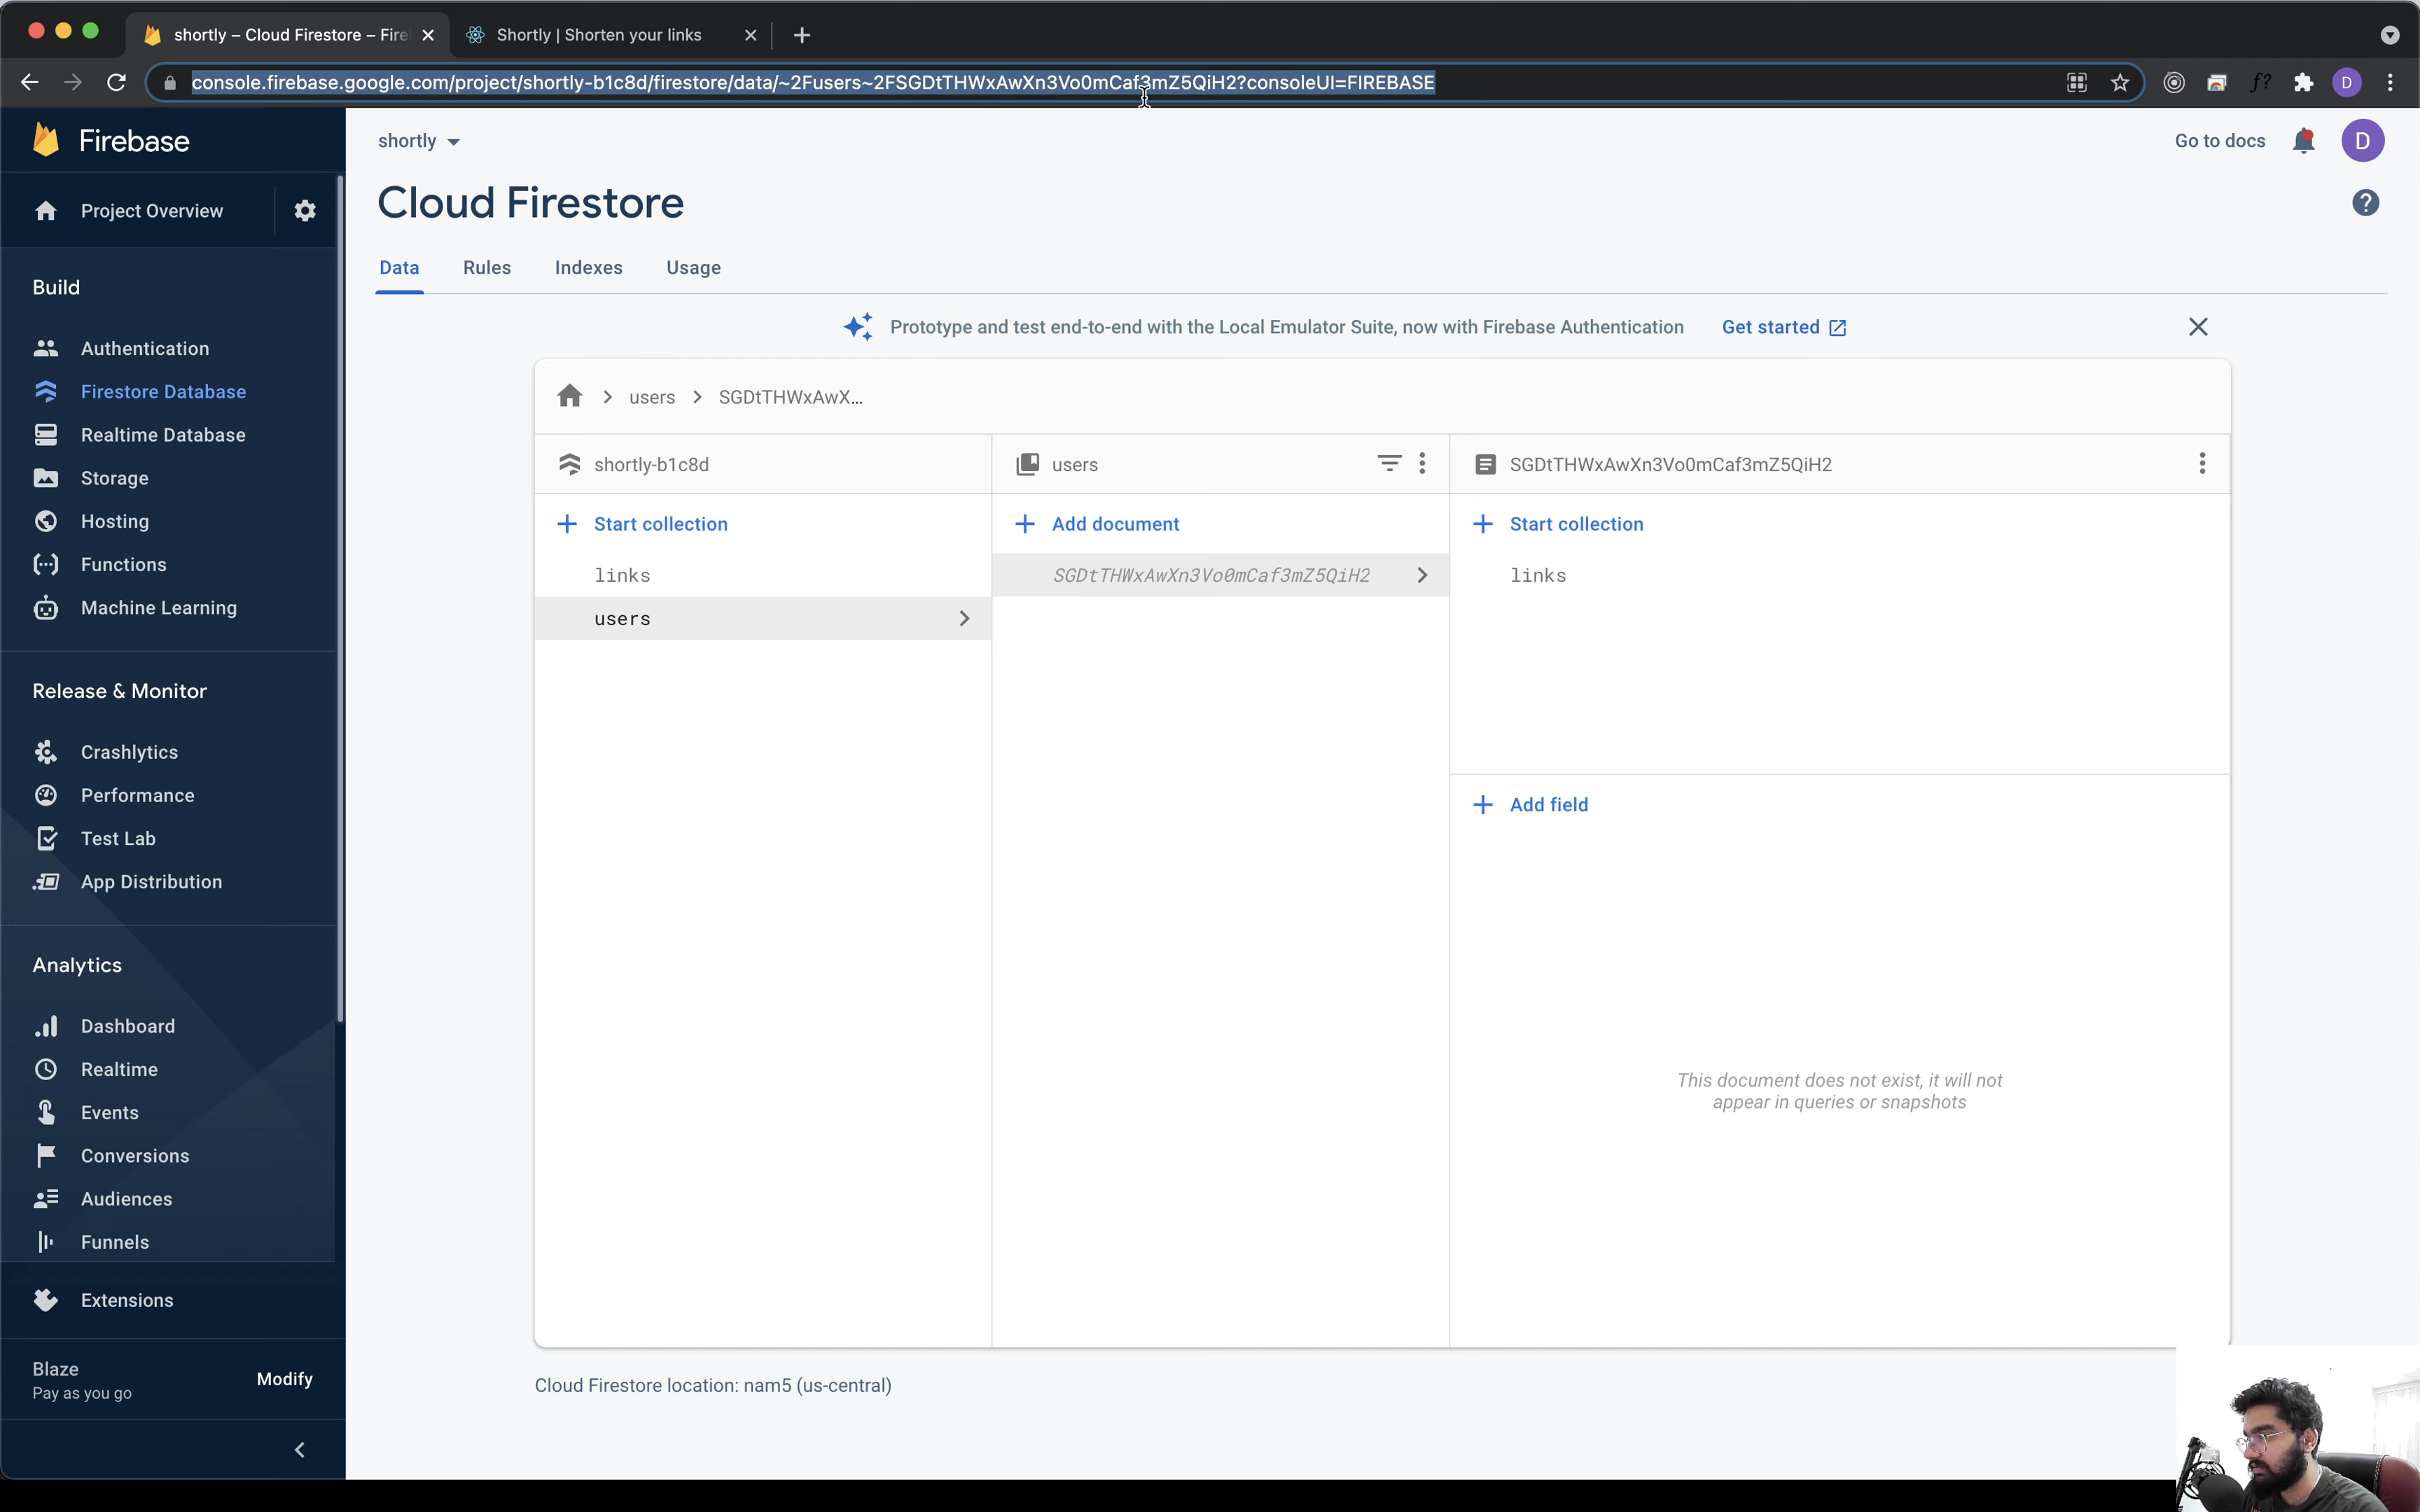 shortly – Cloud Firestore – Fire
Shortly | Shorten your links
console.firebase.google.com/project/shortly-b1c8d/firestore/data/~2Fusers~2FSGDtTHWxAwXn3Vo0mCaf3mZ5QiH2?consoleUI=FIREBASE
f?
D
Firebase
shortly
Go to docs
D
Project Overview
Cloud Firestore
?
Data
Rules
Indexes
Usage
Build
Prototype and test end-to-end with the Local Emulator Suite, now with Firebase Authentication
Get started
Authentication
Firestore Database
Realtime Database
Storage
Hosting
Functions
Machine Learning
users
SGDtTHWxAwX...
shortly-b1c8d
Start collection
links
users
users
Add document
SGDtTHWxAwXn3Vo0mCaf3mZ5QiH2
SGDtTHWxAwXn3Vo0mCaf3mZ5QiH2
Start collection
links
Add field
This document does not exist, it will not
appear in queries or snapshots
Release & Monitor
Crashlytics
Performance
Test Lab
App Distribution
Analytics
Dashboard
Realtime
Events
Conversions
Audiences
Funnels
Extensions
Blaze
Pay as you go
Modify
Cloud Firestore location: nam5 (us-central)